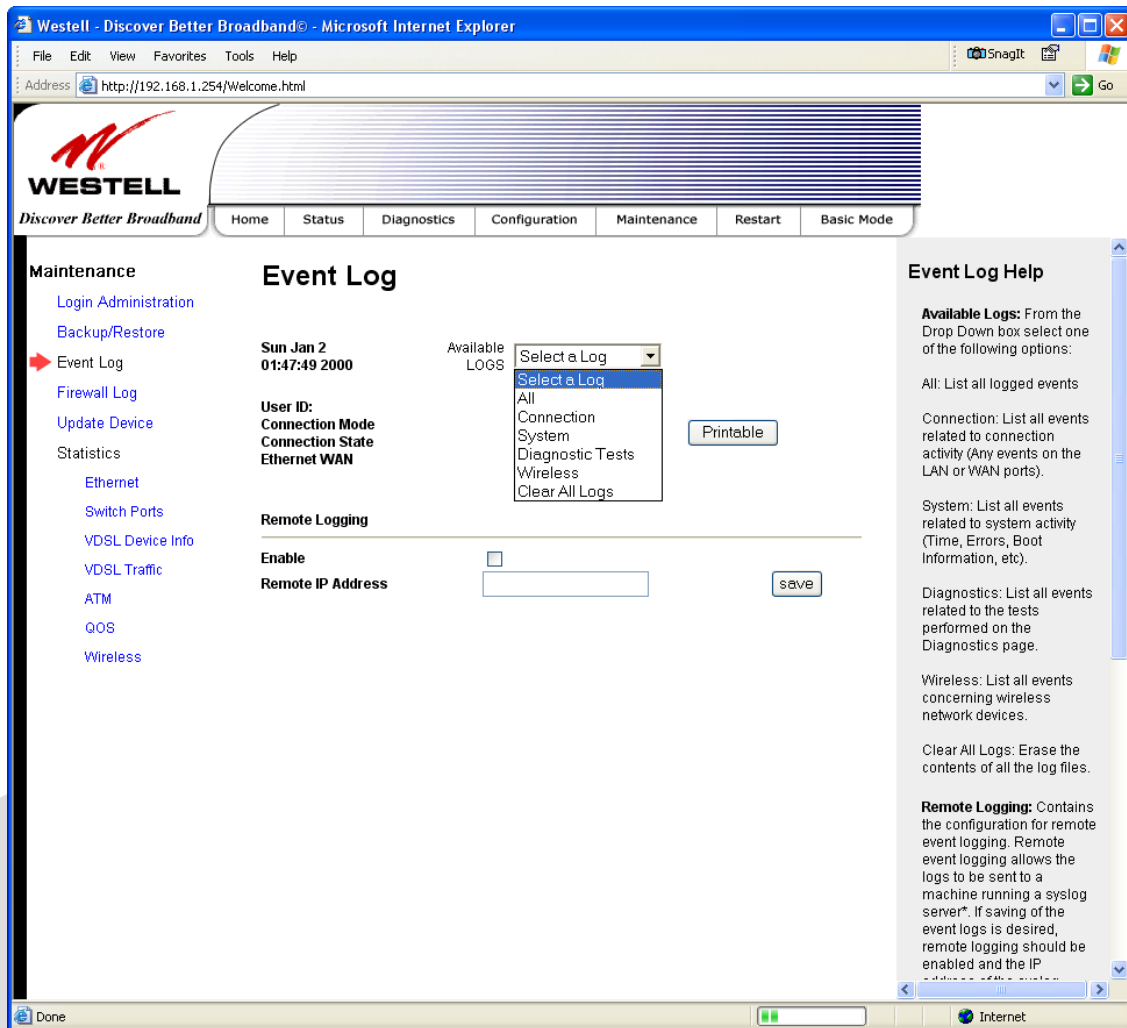 Westell - Discover Better Broadband© - Microsoft Internet Explorer
File Edit View Favorites Tools Help
SnagIt
Address http://192.168.1.254/Welcome.html
Go
WESTELL
Discover Better Broadband
Home Status Diagnostics Configuration Maintenance Restart Basic Mode
Maintenance
Login Administration
Backup/Restore
Event Log
Firewall Log
Update Device
Statistics
Ethernet
Switch Ports
VDSL Device Info
VDSL Traffic
ATM
QOS
Wireless
Event Log
Sun Jan 2
01:47:49 2000
Available
LOGS
Select a Log
Select a Log
All
Connection
System
Diagnostic Tests
Wireless
Clear All Logs
User ID:
Connection Mode
Connection State
Ethernet WAN
Printable
Remote Logging
Enable
Remote IP Address
save
Event Log Help
Available Logs: From the
Drop Down box select one
of the following options:
All: List all logged events
Connection: List all events
related to connection
activity (Any events on the
LAN or WAN ports).
System: List all events
related to system activity
(Time, Errors, Boot
Information, etc).
Diagnostics: List all events
related to the tests
performed on the
Diagnostics page.
Wireless: List all events
concerning wireless
network devices.
Clear All Logs: Erase the
contents of all the log files.
Remote Logging: Contains
the configuration for remote
event logging. Remote
event logging allows the
logs to be sent to a
machine running a syslog
server*. If saving of the
event logs is desired,
remote logging should be
enabled and the IP
Done
Internet